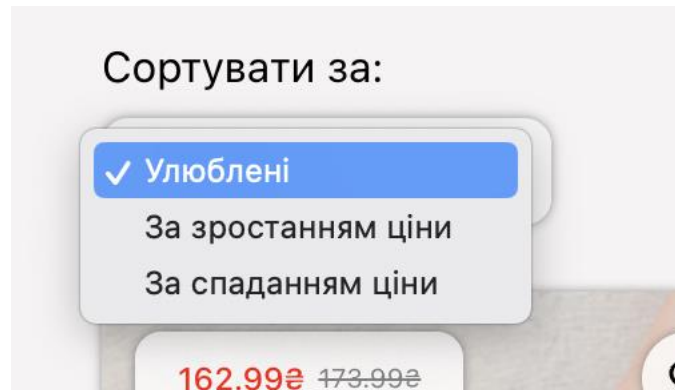 Сортувати за:
✓ Улюблені
За зростанням ціни
За спаданням ціни
162.99₴ 173.99₴